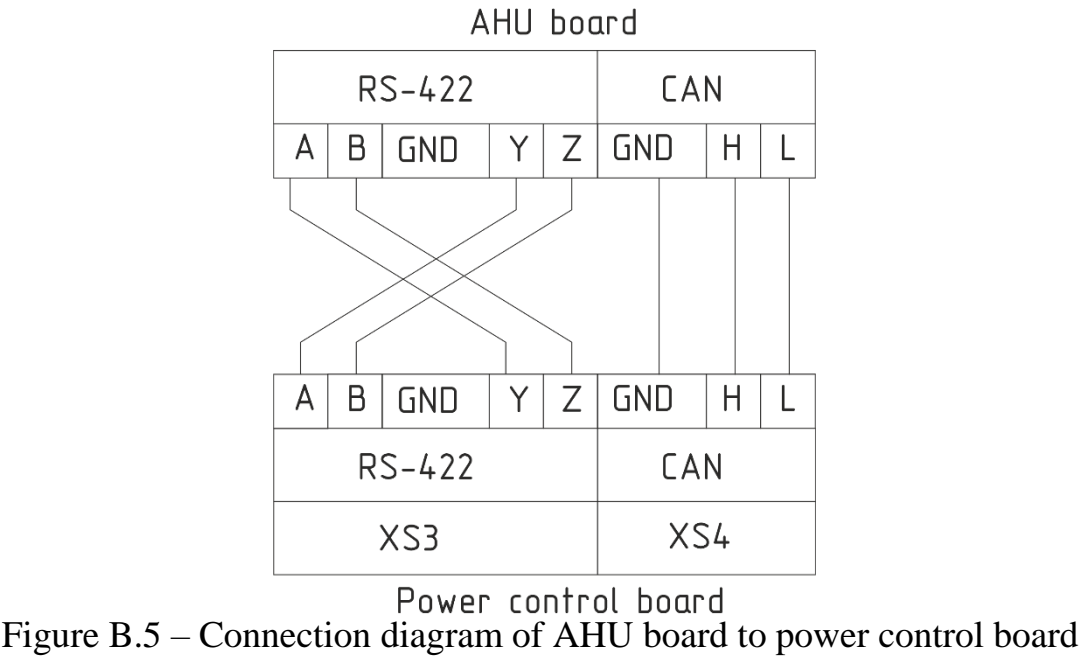 AHU board
RS-422 CAN
A B GND Y Z GND H L
A B GND Y Z GND H L
RS-422 CAN
XS3 XS4
Power control board
Figure B.5 – Connection diagram of AHU board to power control board